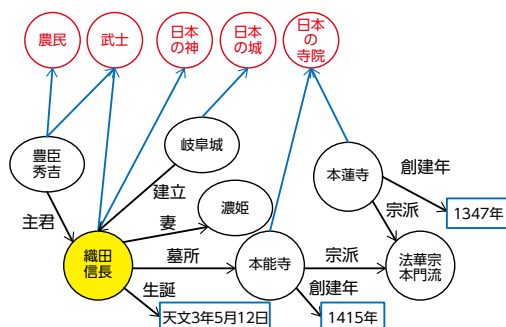 農民
武士
日本
の神
日本
の城
日本
の
寺院
豊臣
秀吉
岐阜城
本蓮寺
創建年
建立
主君
妻
濃姫
宗派
1347年
織田
信長
墓所
本能寺
宗派
法華宗
本門流
生誕
創建年
天文3年5月12日
1415年